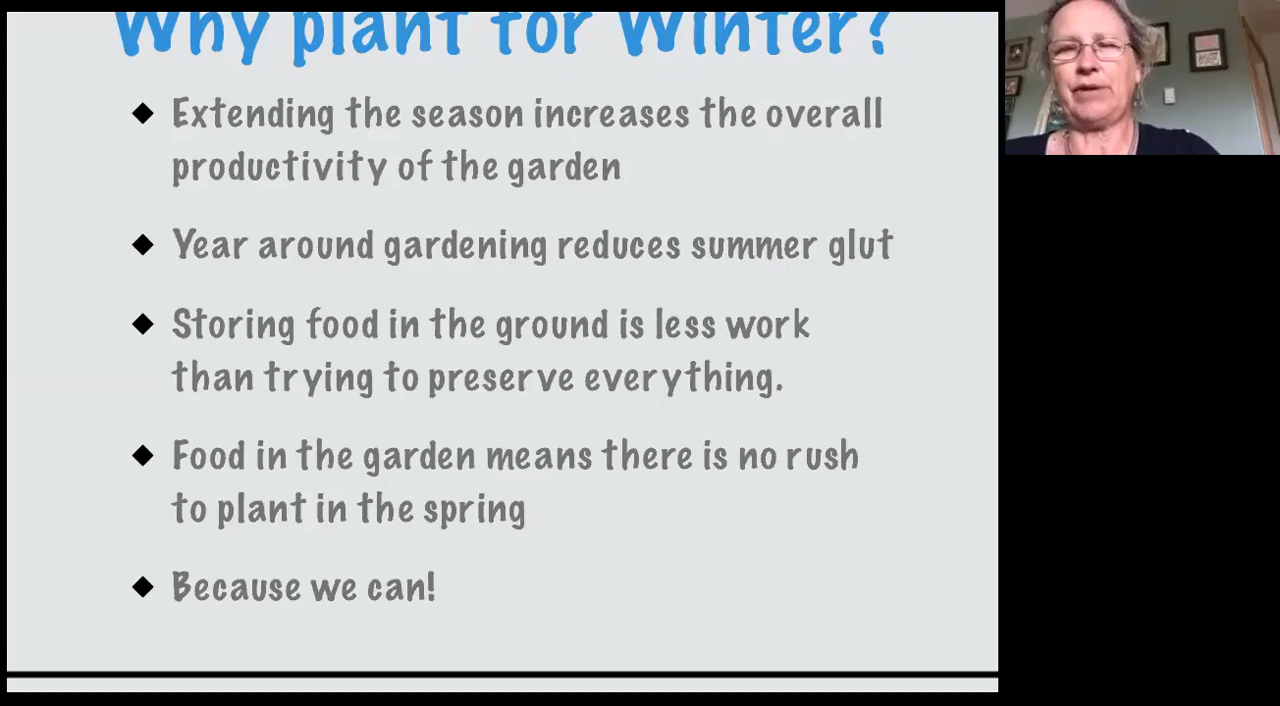 Why plant for Winter?
Extending the season increases the overall
productivity of the garden
Year around gardening reduces summer glut
Storing food in the ground is less work
than trying to preserve everything.
Food in the garden means there is no rush
to plant in the spring
Because we can!